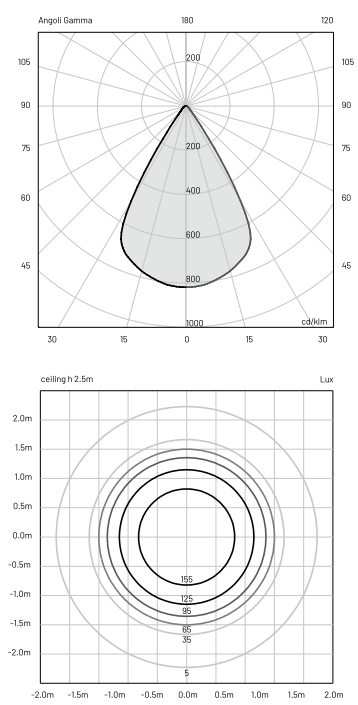 Angoli Gamma 180 120
200
105 105
90 90
200
75 75
400
60 60
600
45 45
800
1000 cd/klm
30 15 0 15 30
ceiling h 2.5m Lux
2.0m
1.5m
1.0m
0.5m
0.0m
-0.5m
155
-1.0m
125
95
-1.5m
65
35
-2.0m
5
-2.0m -1.5m -1.0m -0.5m 0.0m 0.5m 1.0m 1.5m 2.0m